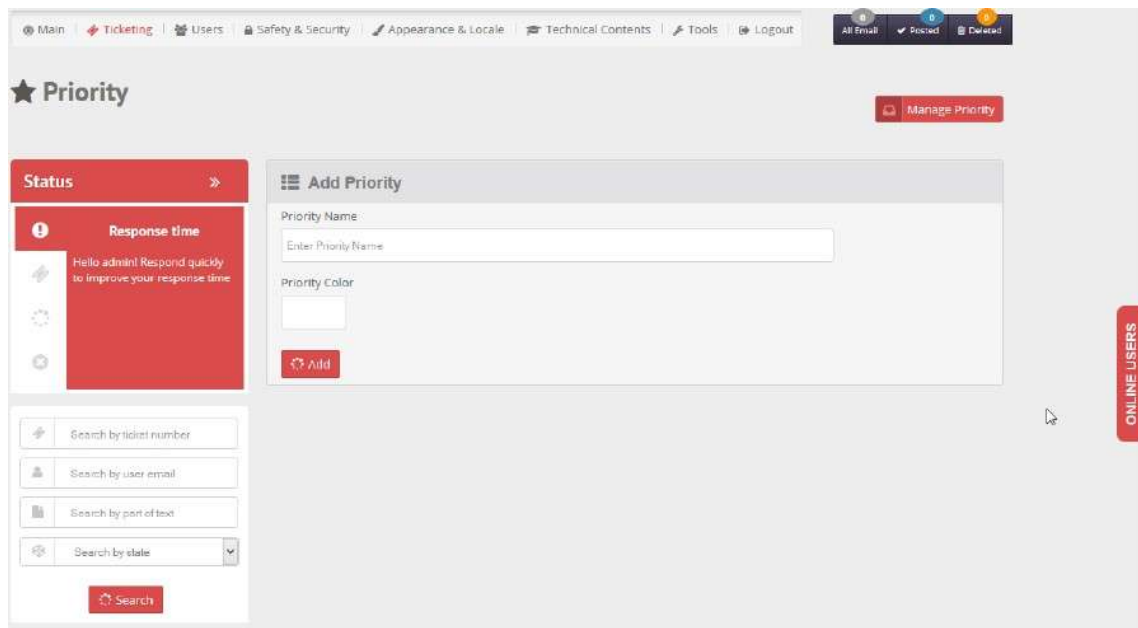 Main Ticketing Users Safety & Security Appearance & Locale Technical Contents Tools Logout
0 0 0
All Email Posted Deleted
Priority
Manage Priority
Status
Add Priority
Response time
Hello admin! Respond quickly
to improve your response time
Priority Name
Enter Priority Name
Priority Color
Add
ONLINE USERS
Search by ticket number
Search by user email
Search by part of text
Search by state
Search